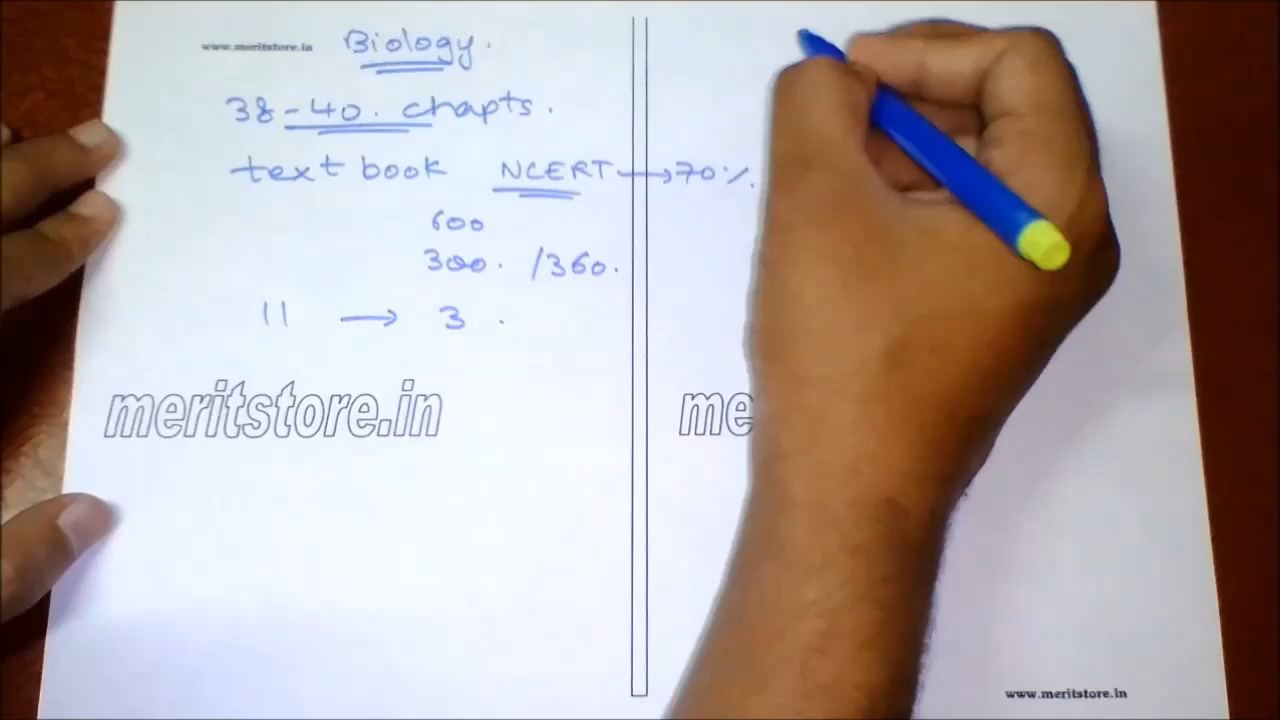 www.meritstore.in Biology.
38-40. chapts.
text book NCERT → 70%.
600
300. /360.
11 → 3.
meritstore.in
me
www.meritstore.in